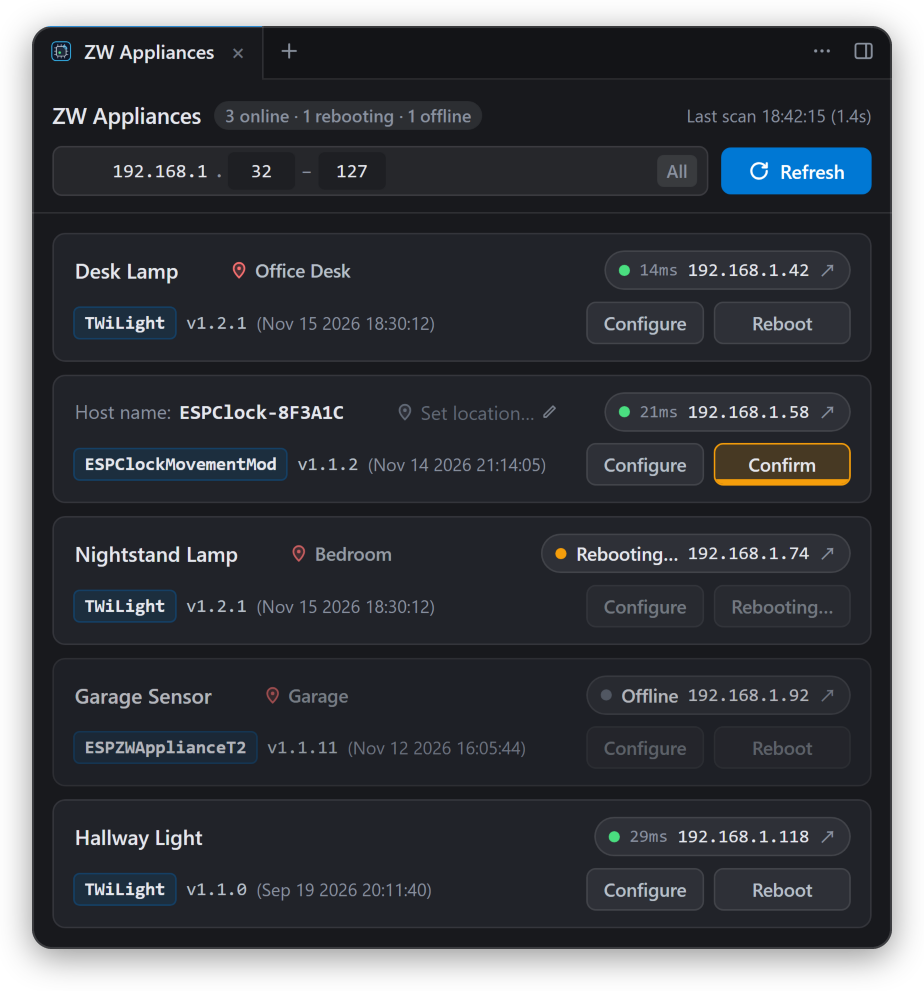 ZW Appliances
ZW Appliances 3 online · 1 rebooting · 1 offline Last scan 18:42:15 (1.4s)
192.168.1 . 32 – 127 All Refresh
Desk Lamp Office Desk 14ms 192.168.1.42 ↗
TWiLight v1.2.1 (Nov 15 2026 18:30:12) Configure Reboot
Host name: ESPClock-8F3A1C Set location... 21ms 192.168.1.58 ↗
ESPClockMovementMod v1.1.2 (Nov 14 2026 21:14:05) Configure Confirm
Nightstand Lamp Bedroom Rebooting... 192.168.1.74 ↗
TWiLight v1.2.1 (Nov 15 2026 18:30:12) Configure Rebooting...
Garage Sensor Garage Offline 192.168.1.92 ↗
ESPZWApplianceT2 v1.1.11 (Nov 12 2026 16:05:44) Configure Reboot
Hallway Light 29ms 192.168.1.118 ↗
TWiLight v1.1.0 (Sep 19 2026 20:11:40) Configure Reboot